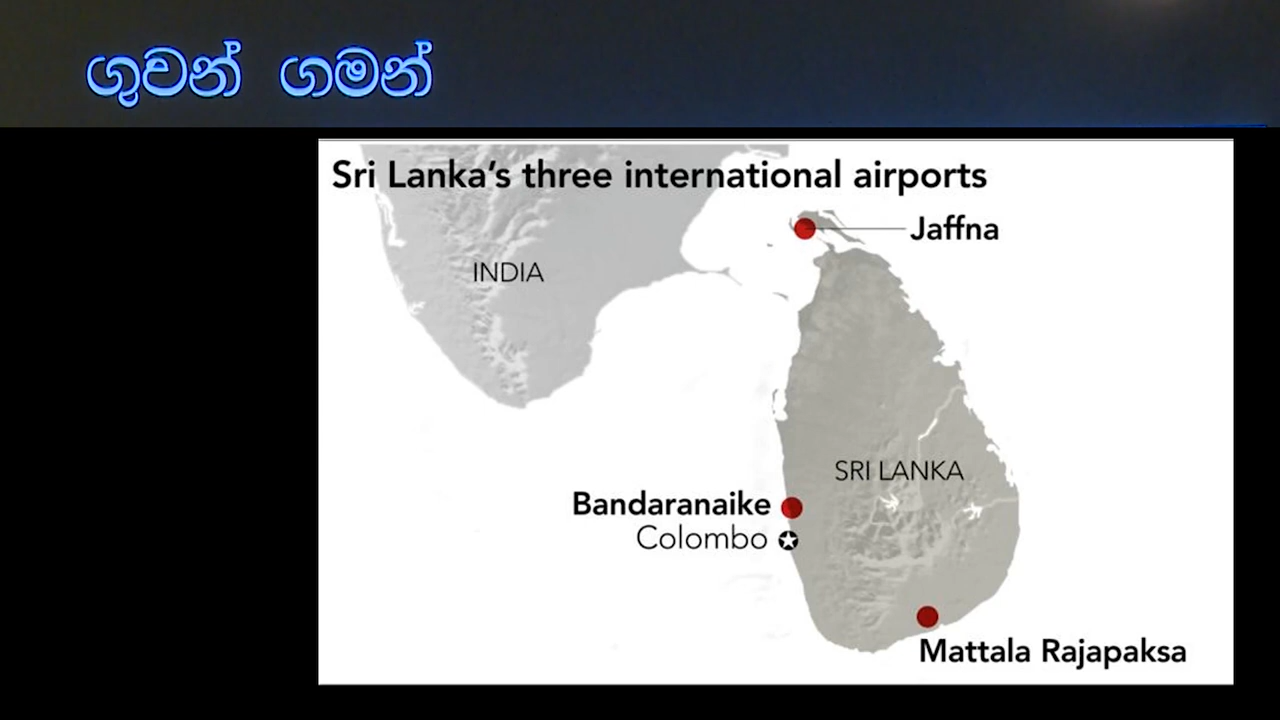 ගුවන් ගමන්
Sri Lanka's three international airports
Jaffna
INDIA
SRI LANKA
Bandaranaike
Colombo
Mattala Rajapaksa